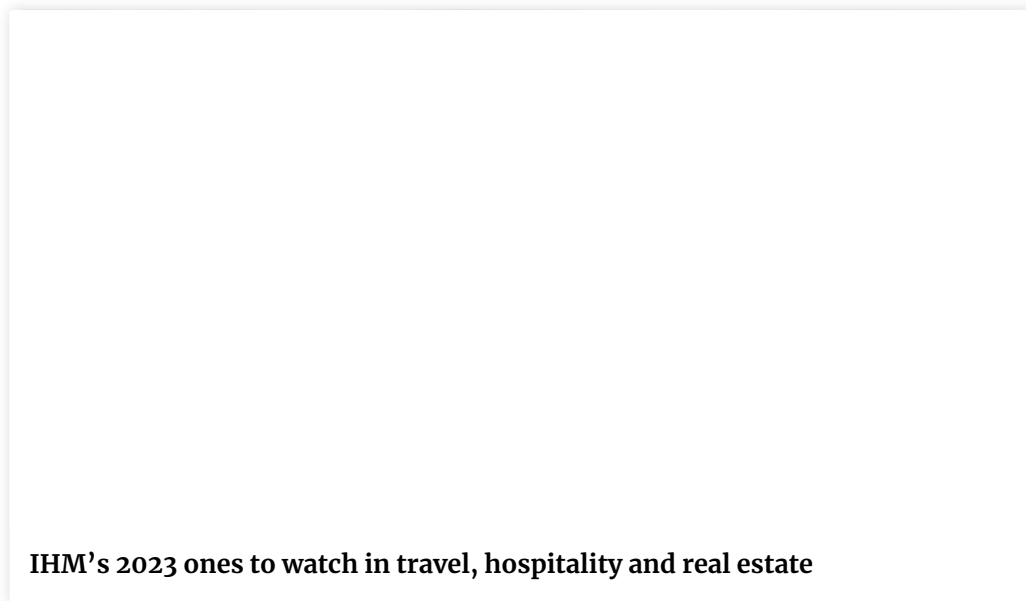 IHM’s 2023 ones to watch in travel, hospitality and real estate